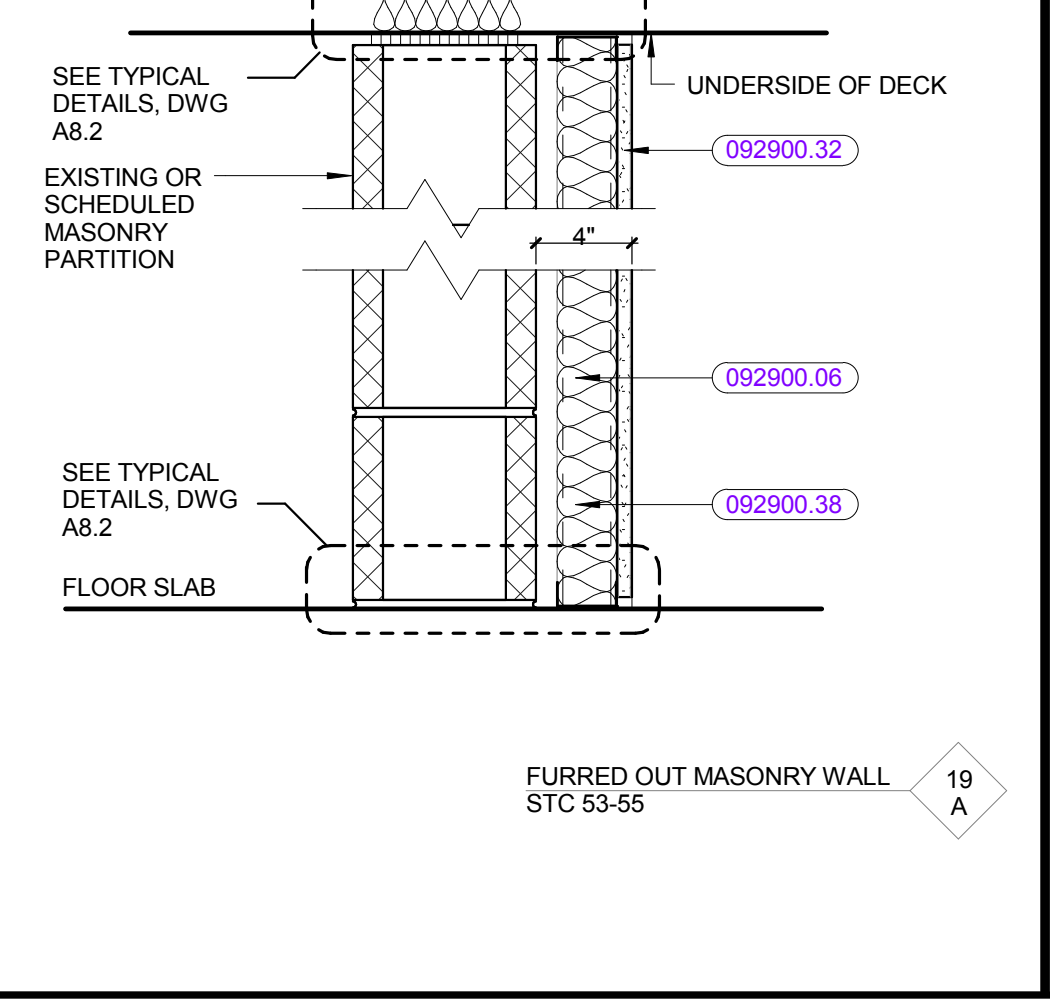 SEE TYPICAL
DETAILS, DWG
A8.2
UNDERSIDE OF DECK
092900.32
EXISTING OR
SCHEDULED
MASONRY
PARTITION
4"
092900.06
SEE TYPICAL
DETAILS, DWG
A8.2
092900.38
FLOOR SLAB
FURRED OUT MASONRY WALL
STC 53-55
19
A